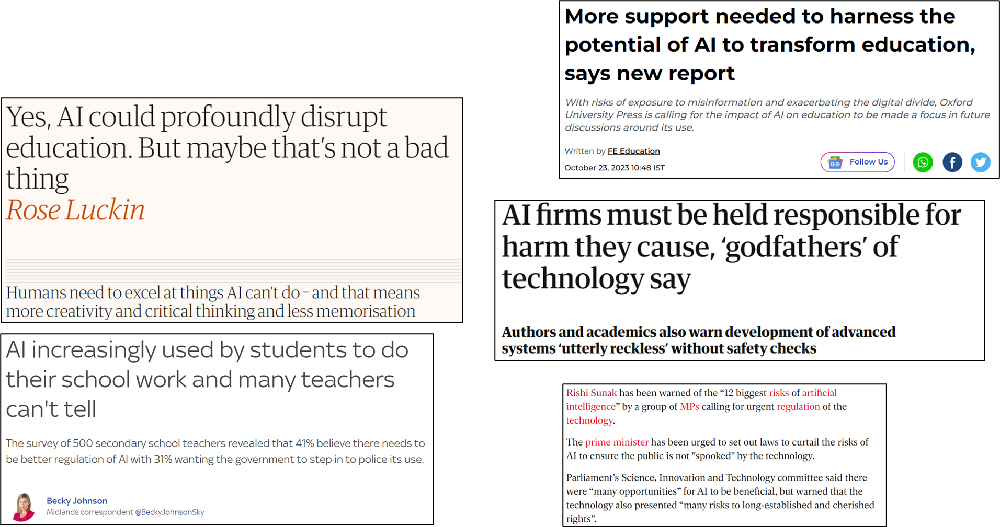 Yes, AI could profoundly disrupt
education. But maybe that's not a bad
thing
Rose Luckin
Humans need to excel at things AI can't do – and that means
more creativity and critical thinking and less memorisation
AI increasingly used by students to do
their school work and many teachers
can't tell
The survey of 500 secondary school teachers revealed that 41% believe there needs to
be better regulation of AI with 31% wanting the government to step in to police its use.
Becky Johnson
Midlands correspondent @BeckyJohnsonSky
More support needed to harness the
potential of AI to transform education,
says new report
With risks of exposure to misinformation and exacerbating the digital divide, Oxford
University Press is calling for the impact of AI on education to be made a focus in future
discussions around its use.
Written by FE Education
October 23, 2023 10:48 IST
Follow Us
AI firms must be held responsible for
harm they cause, ‘godfathers’ of
technology say
Authors and academics also warn development of advanced
systems ‘utterly reckless’ without safety checks
Rishi Sunak has been warned of the “12 biggest risks of artificial
intelligence” by a group of MPs calling for urgent regulation of the
technology.
The prime minister has been urged to set out laws to curtail the risks of
AI to ensure the public is not "spooked" by the technology.
Parliament’s Science, Innovation and Technology committee said there
were “many opportunities” for AI to be beneficial, but warned that the
technology also presented “many risks to long-established and cherished
rights”.